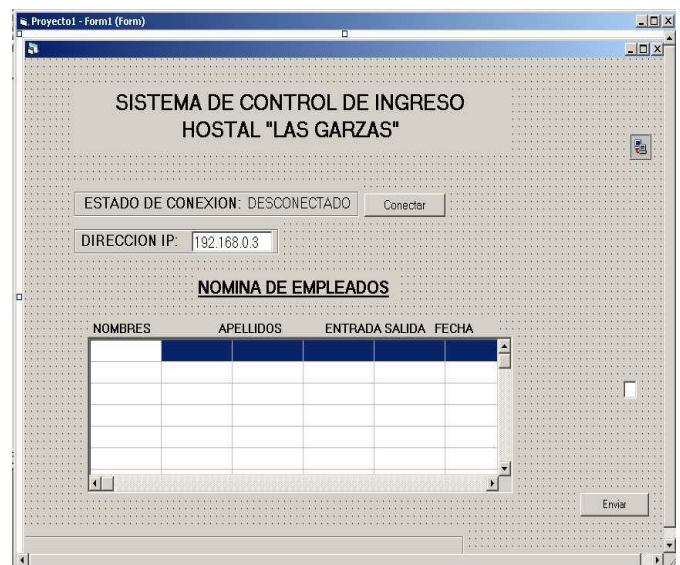 Proyecto1 - Form1 (Form)
SISTEMA DE CONTROL DE INGRESO
HOSTAL "LAS GARZAS"
ESTADO DE CONEXION: DESCONECTADO Conectar
DIRECCION IP: 192.168.0.3
NOMINA DE EMPLEADOS
NOMBRES APELLIDOS ENTRADA SALIDA FECHA
Enviar